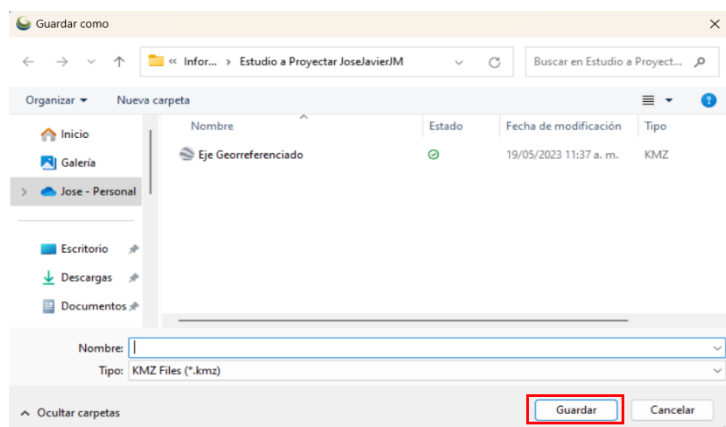 Guardar como
« Infor... > Estudio a Proyectar JoseJavierJM
Buscar en Estudio a Proyect...
Organizar Nueva carpeta
Nombre Estado Fecha de modificación Tipo
Inicio
Eje Georreferenciado 19/05/2023 11:37 a. m. KMZ
Galería
Jose - Personal
Escritorio
Descargas
Documentos
Nombre:
Tipo: KMZ Files (*.kmz)
Ocultar carpetas Guardar Cancelar